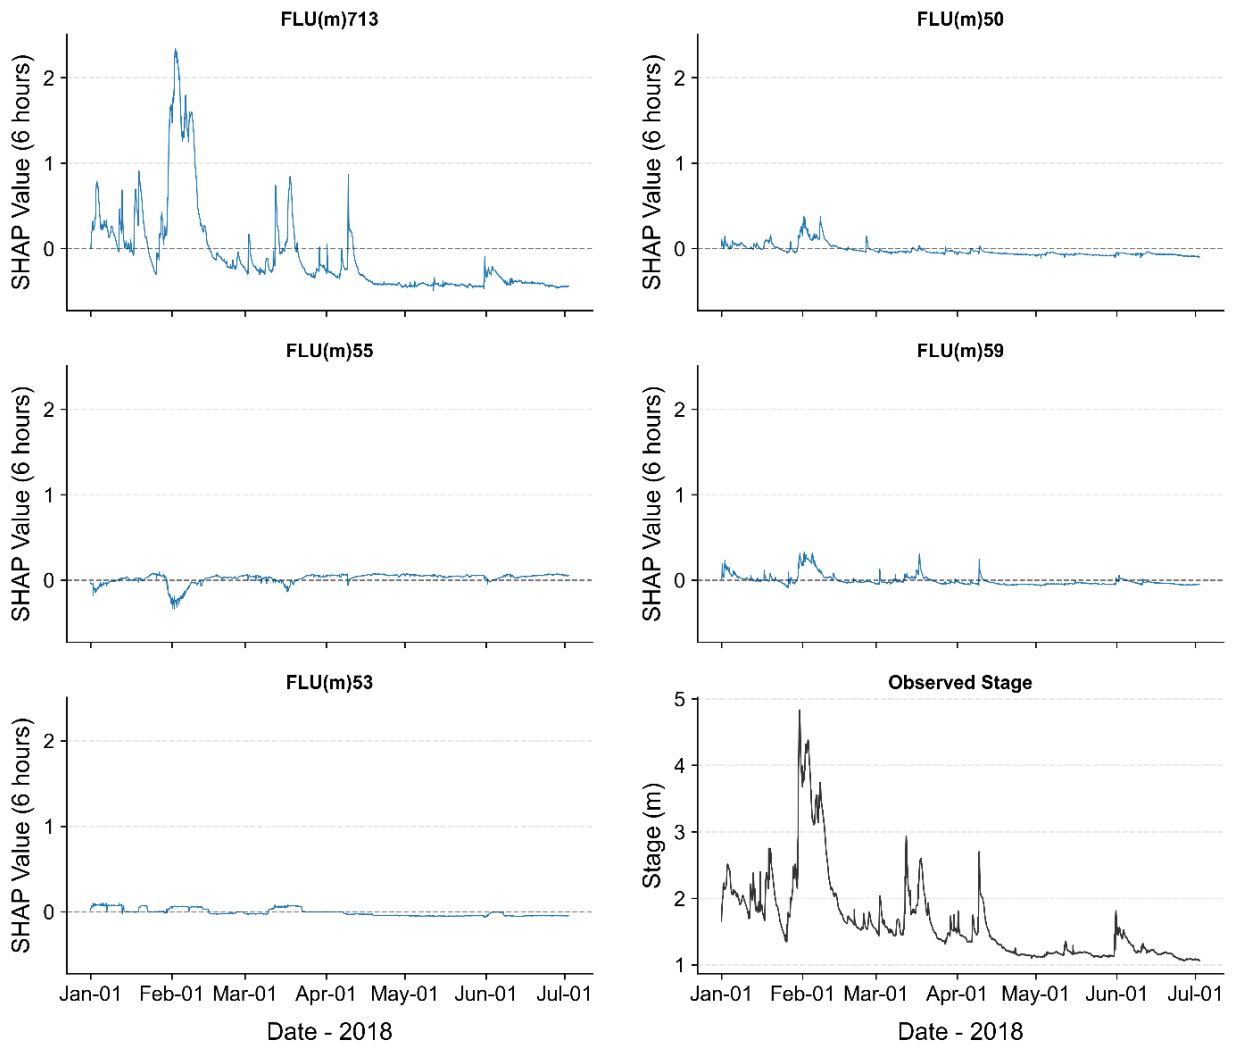 FLU(m)713
SHAP Value (6 hours)
2
1
0
FLU(m)50
SHAP Value (6 hours)
2
1
0
FLU(m)55
SHAP Value (6 hours)
2
1
0
FLU(m)59
SHAP Value (6 hours)
2
1
0
FLU(m)53
SHAP Value (6 hours)
2
1
0
Jan-01 Feb-01 Mar-01 Apr-01 May-01 Jun-01 Jul-01
Date - 2018
Observed Stage
Stage (m)
5
4
3
2
1
Jan-01 Feb-01 Mar-01 Apr-01 May-01 Jun-01 Jul-01
Date - 2018